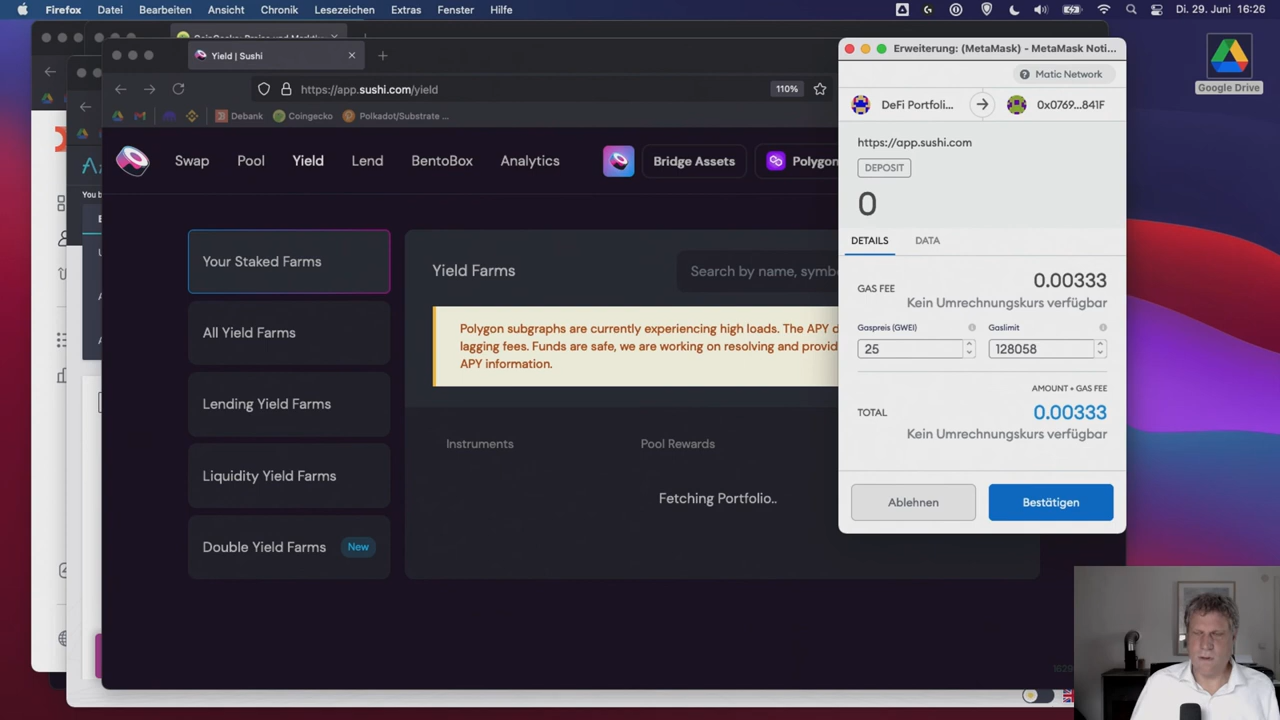 Firefox Datei Bearbeiten Ansicht Chronik Lesezeichen Extras Fenster Hilfe Di. 29. Juni 16:26
Yield | Sushi
https://app.sushi.com/yield 110%
Debank Coingecko Polkadot/Substrate ...
Swap Pool Yield Lend BentoBox Analytics Bridge Assets Polygon
Your Staked Farms
All Yield Farms
Lending Yield Farms
Liquidity Yield Farms
Double Yield Farms New
Yield Farms
Search by name, symbo
Polygon subgraphs are currently experiencing high loads. The APY d
lagging fees. Funds are safe, we are working on resolving and provid
APY information.
Instruments Pool Rewards
Fetching Portfolio..
Erweiterung: (MetaMask) - MetaMask Noti...
Matic Network
DeFi Portfoli... 0x0769...841F
https://app.sushi.com
DEPOSIT
0
DETAILS DATA
GAS FEE 0.00333
Kein Umrechnungskurs verfügbar
Gaspreis (GWEI) Gaslimit
25 128058
AMOUNT + GAS FEE
TOTAL 0.00333
Kein Umrechnungskurs verfügbar
Ablehnen Bestätigen
Google Drive